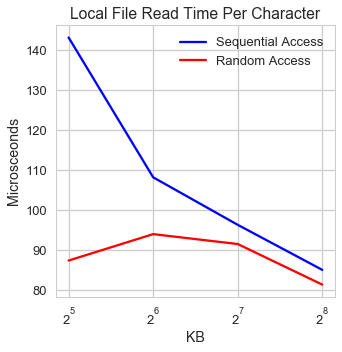 Local File Read Time Per Character
Sequential Access
Random Access
Microsceonds
140
130
120
110
100
90
80
2^5 2^6 2^7 2^8
KB